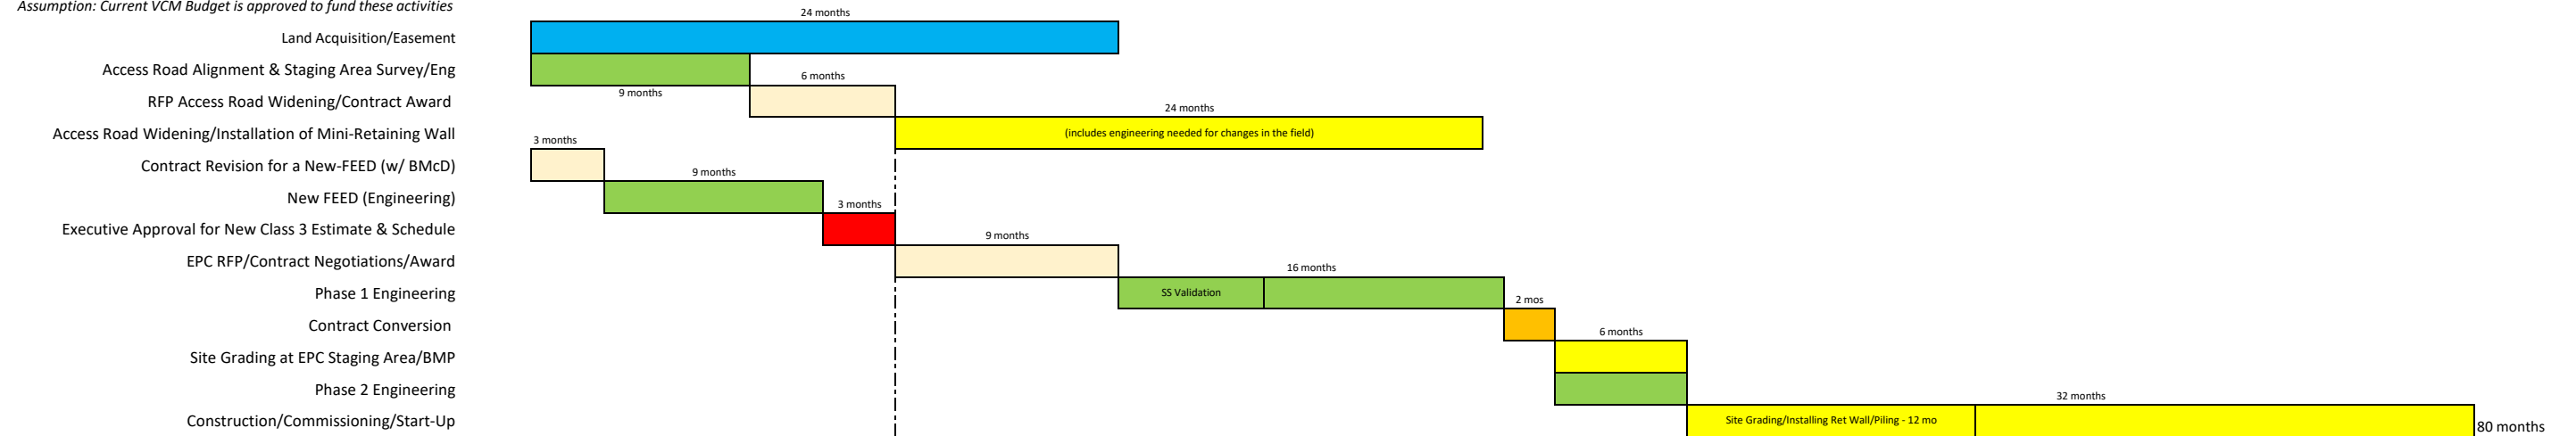 Assumption: Current VCM Budget is approved to fund these activities
24 months
Land Acquisition/Easement
Access Road Alignment & Staging Area Survey/Eng
6 months
9 months
RFP Access Road Widening/Contract Award
24 months
Access Road Widening/Installation of Mini-Retaining Wall
(includes engineering needed for changes in the field)
3 months
Contract Revision for a New-FEED (w/ BMcD)
9 months
New FEED (Engineering)
3 months
Executive Approval for New Class 3 Estimate & Schedule
9 months
EPC RFP/Contract Negotiations/Award
16 months
Phase 1 Engineering
SS Validation
2 mos
Contract Conversion
6 months
Site Grading at EPC Staging Area/BMP
Phase 2 Engineering
32 months
Construction/Commissioning/Start-Up
Site Grading/Installing Ret Wall/Piling - 12 mo
80 months